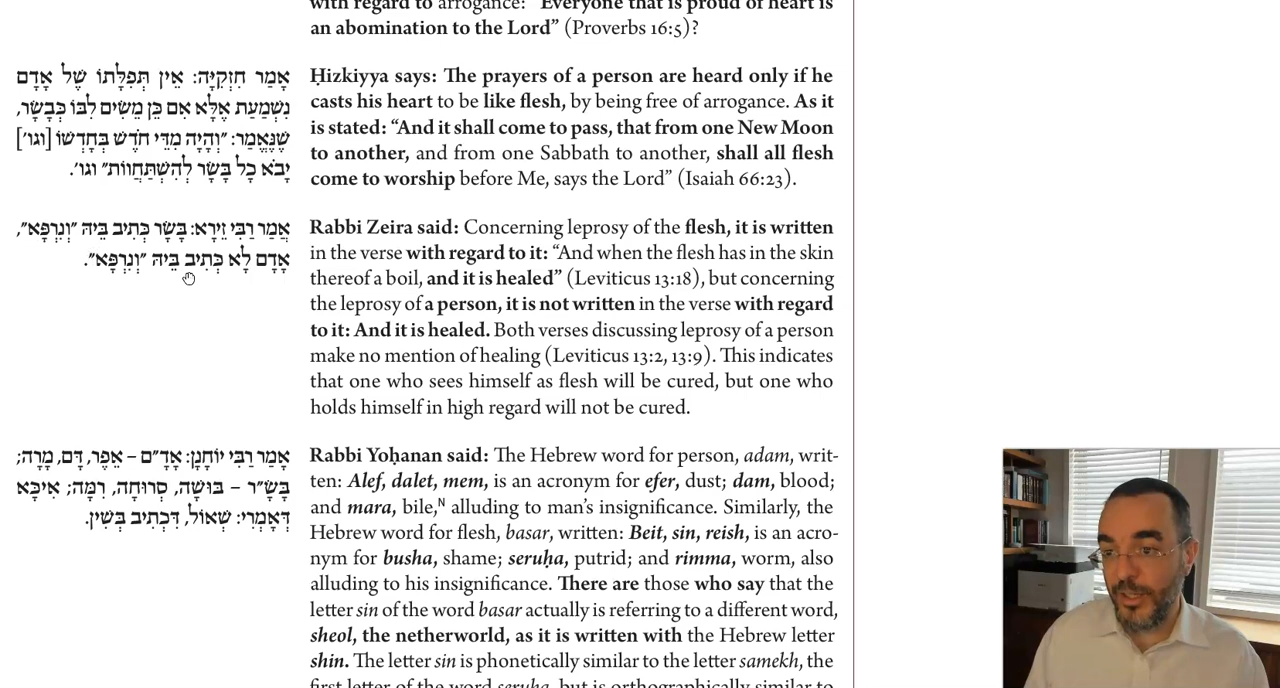 with regard to arrogance: “Everyone that is proud of heart is
an abomination to the Lord” (Proverbs 16:5)?
אָמַר חִזְקִיָּה: אֵין תְּפִלָּתוֹ שֶׁל אָדָם
נִשְׁמַעַת אֶלָּא אִם כֵּן מֵשִׂים לִבּוֹ כְּבָשָׂר,
שֶׁנֶּאֱמַר: ״וְהָיָה מִדֵּי חֹדֶשׁ בְּחׇדְשׁוֹ [וגו׳]
יָבֹא כׇל בָּשָׂר לְהִשְׁתַּחֲווֹת״ וגו׳.
Ḥizkiyya says: The prayers of a person are heard only if he
casts his heart to be like flesh, by being free of arrogance. As it
is stated: “And it shall come to pass, that from one New Moon
to another, and from one Sabbath to another, shall all flesh
come to worship before Me, says the Lord” (Isaiah 66:23).
אָמַר רַבִּי זֵירָא: בָּשָׂר כְּתִיב בֵּיהּ ״וְנִרְפָּא״,
אָדָם לָא כְּתִיב בֵּיהּ ״וְנִרְפָּא״.
Rabbi Zeira said: Concerning leprosy of the flesh, it is written
in the verse with regard to it: “And when the flesh has in the skin
thereof a boil, and it is healed” (Leviticus 13:18), but concerning
the leprosy of a person, it is not written in the verse with regard
to it: And it is healed. Both verses discussing leprosy of a person
make no mention of healing (Leviticus 13:2, 13:9). This indicates
that one who sees himself as flesh will be cured, but one who
holds himself in high regard will not be cured.
אָמַר רַבִּי יוֹחָנָן: אָדָ״ם – אֵפֶר, דָּם, מָרָה;
בָּשָׂ״ר – בּוּשָׁה, סְרוּחָה, רִמָּה; אִיכָּא
דְּאָמְרִי: שְׁאוֹל, דִּכְתִיב בְּשִׁין.
Rabbi Yoḥanan said: The Hebrew word for person, adam, writ-
ten: Alef, dalet, mem, is an acronym for efer, dust; dam, blood;
and mara, bile,ᴺ alluding to man’s insignificance. Similarly, the
Hebrew word for flesh, basar, written: Beit, sin, reish, is an acro-
nym for busha, shame; seruḥa, putrid; and rimma, worm, also
alluding to his insignificance. There are those who say that the
letter sin of the word basar actually is referring to a different word,
sheol, the netherworld, as it is written with the Hebrew letter
shin. The letter sin is phonetically similar to the letter samekh, the
first letter of the word seruḥa, but is orthographically similar to